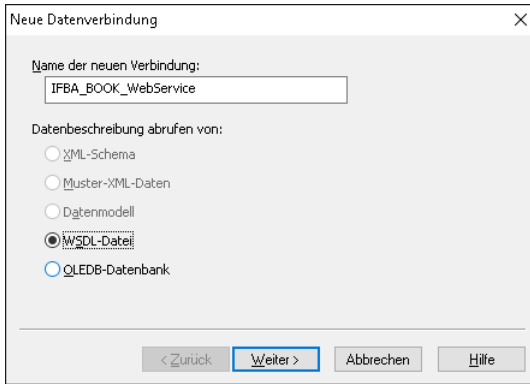 Neue Datenverbindung
Name der neuen Verbindung:
IFBA_BOOK_WebService
Datenbeschreibung abrufen von:
XML-Schema
Muster-XML-Daten
Datenmodell
WSDL-Datei
OLEDB-Datenbank
< Zurück Weiter > Abbrechen Hilfe